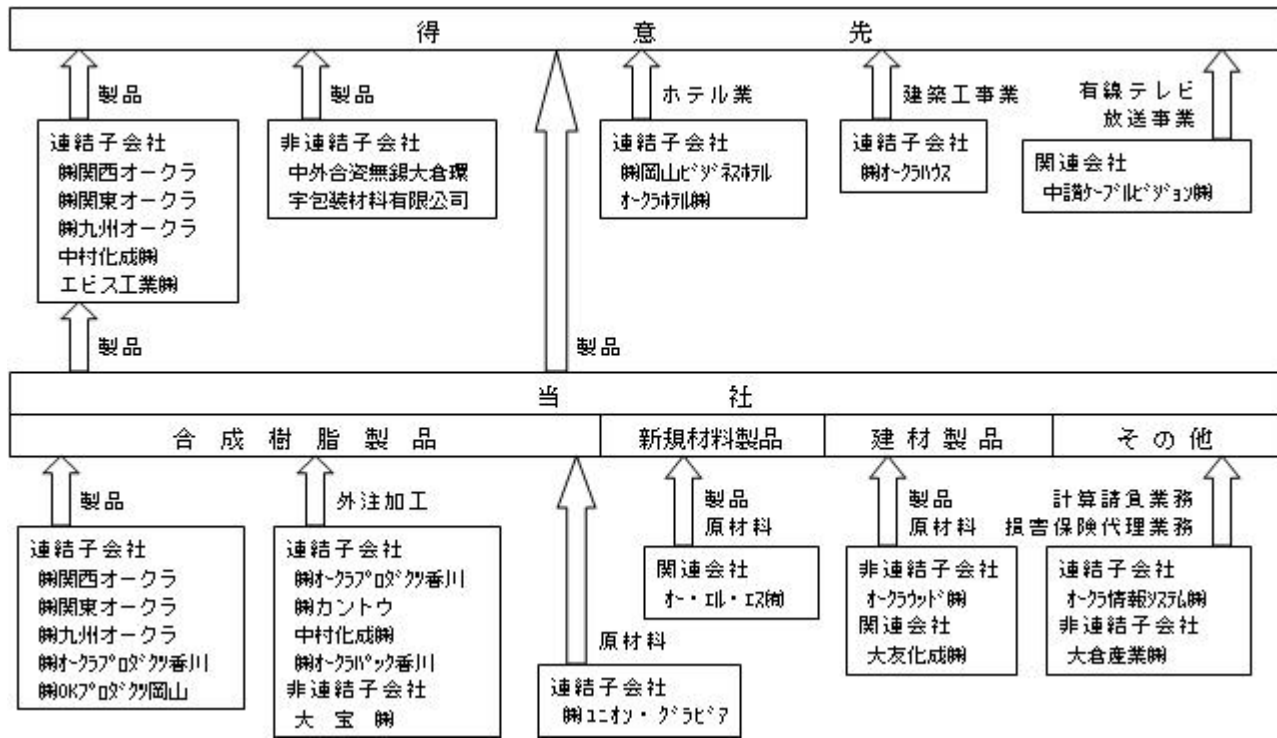 得意先
製品
連結子会社
㈱関西オークラ
㈱関東オークラ
㈱九州オークラ
中村化成㈱
エビス工業㈱
製品
非連結子会社
中外合資無錫大倉環
宇包装材料有限公司
ホテル業
連結子会社
㈱岡山ﾋﾞｼﾞﾈｽﾎﾃﾙ
ｵｰｸﾗﾎﾃﾙ㈱
建築工事業
連結子会社
㈱ｵｰｸﾗﾊｳｽ
有線テレビ
放送事業
関連会社
中讃ｹｰﾌﾞﾙﾋﾞｼﾞｮﾝ㈱
製品
製品
当社
合成樹脂製品
新規材料製品
建材製品
その他
製品
連結子会社
㈱関西オークラ
㈱関東オークラ
㈱九州オークラ
㈱ｵｰｸﾗﾌﾟﾛﾀﾞｸﾂ香川
㈱OKﾌﾟﾛﾀﾞｸﾂ岡山
外注加工
連結子会社
㈱ｵｰｸﾗﾌﾟﾛﾀﾞｸﾂ香川
㈱カントウ
中村化成㈱
㈱ｵｰｸﾗﾊﾟｯｸ香川
非連結子会社
大宝㈱
原材料
連結子会社
㈱ﾕﾆｵﾝ・ｸﾞﾗﾋﾞｱ
製品
原材料
関連会社
ｵｰ・ｴﾙ・ｴｽ㈱
製品
原材料
非連結子会社
ｵｰｸﾗｳｯﾄﾞ㈱
関連会社
大友化成㈱
計算請負業務
損害保険代理業務
連結子会社
ｵｰｸﾗ情報ｼｽﾃﾑ㈱
非連結子会社
大倉産業㈱